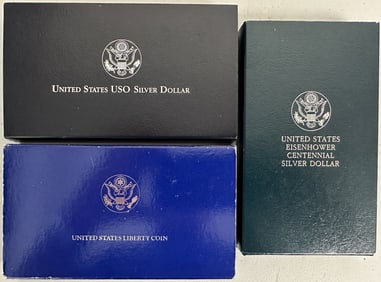 UNITED STATES USO SILVER DOLLAR
UNITED STATES LIBERTY COIN
UNITED STATES
EISENHOWER
CENTENNIAL
SILVER DOLLAR